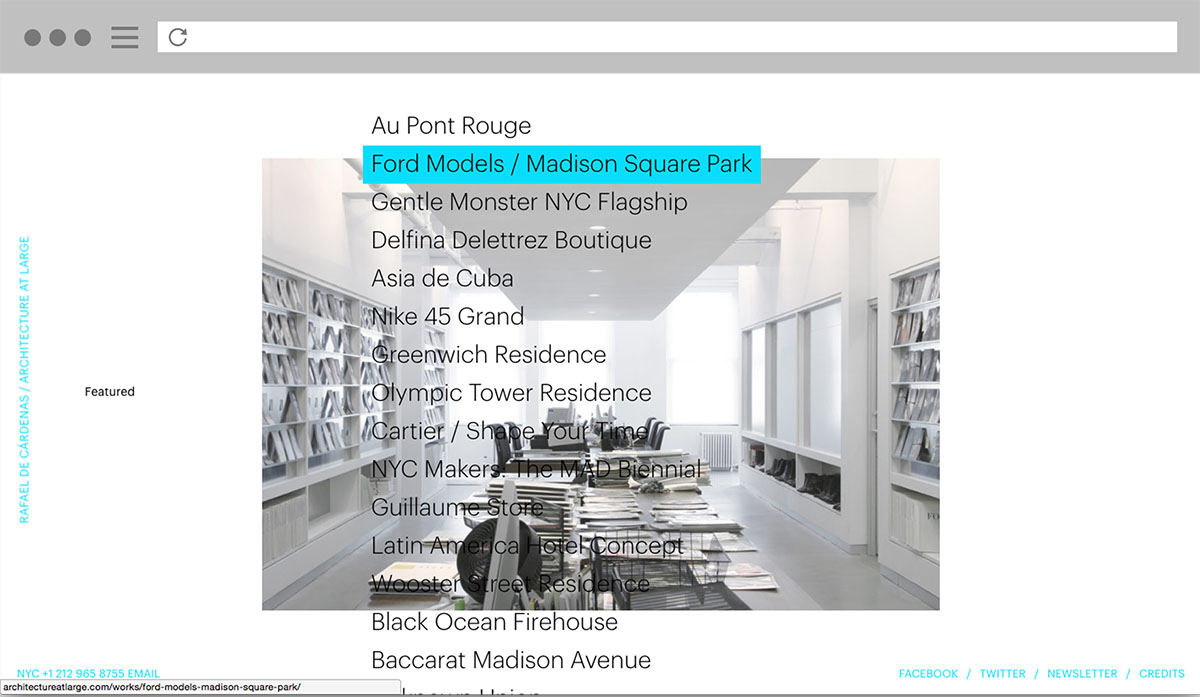 Au Pont Rouge
Ford Models / Madison Square Park
Gentle Monster NYC Flagship
Delfina Delettrez Boutique
Asia de Cuba
Nike 45 Grand
Greenwich Residence
Olympic Tower Residence
Cartier / Shape Your Time
NYC Makers: The MAD Biennial
Guillaume Store
Latin America Hotel Concept
Wooster Street Residence
Black Ocean Firehouse
Baccarat Madison Avenue
Unknown Union
RAFAEL DE CÁRDENAS / ARCHITECTURE AT LARGE
Featured
NYC +1 212 965 8755 EMAIL
FACEBOOK / TWITTER / NEWSLETTER / CREDITS
architectureatlarge.com/works/ford-models-madison-square-park/